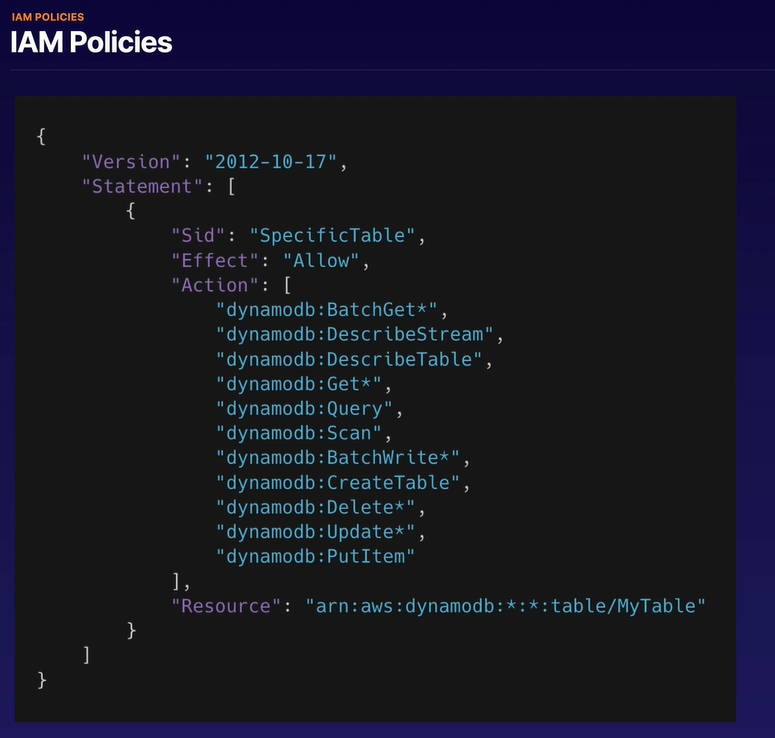 IAM POLICIES
IAM Policies
{
    "Version": "2012-10-17",
    "Statement": [
        {
            "Sid": "SpecificTable",
            "Effect": "Allow",
            "Action": [
                "dynamodb:BatchGet*",
                "dynamodb:DescribeStream",
                "dynamodb:DescribeTable",
                "dynamodb:Get*",
                "dynamodb:Query",
                "dynamodb:Scan",
                "dynamodb:BatchWrite*",
                "dynamodb:CreateTable",
                "dynamodb:Delete*",
                "dynamodb:Update*",
                "dynamodb:PutItem"
            ],
            "Resource": "arn:aws:dynamodb:*:*:table/MyTable"
        }
    ]
}